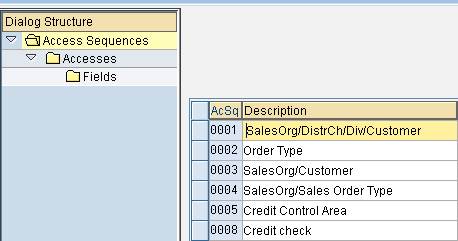 Dialog Structure
Access Sequences
Accesses
Fields
AcSq Description
0001 SalesOrg/DistrCh/Div/Customer
0002 Order Type
0003 SalesOrg/Customer
0004 SalesOrg/Sales Order Type
0005 Credit Control Area
0008 Credit check